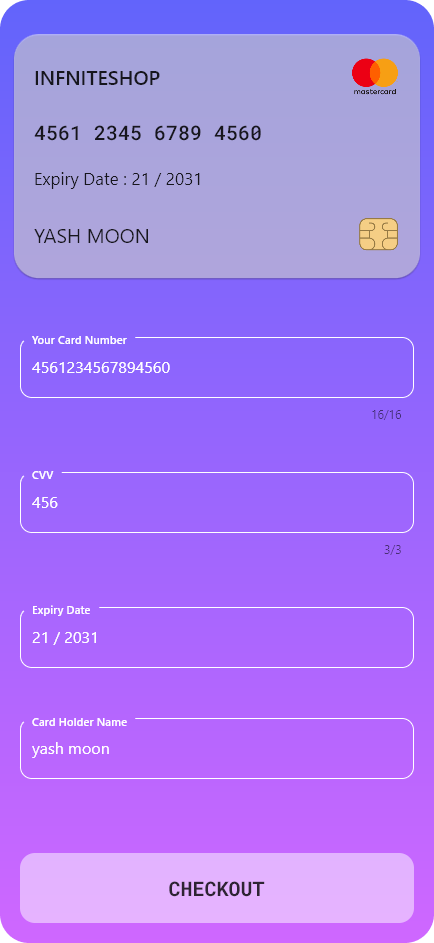 INFNITESHOP
mastercard
4561 2345 6789 4560
Expiry Date : 21 / 2031
YASH MOON
Your Card Number
4561234567894560
16/16
CVV
456
3/3
Expiry Date
21 / 2031
Card Holder Name
yash moon
CHECKOUT